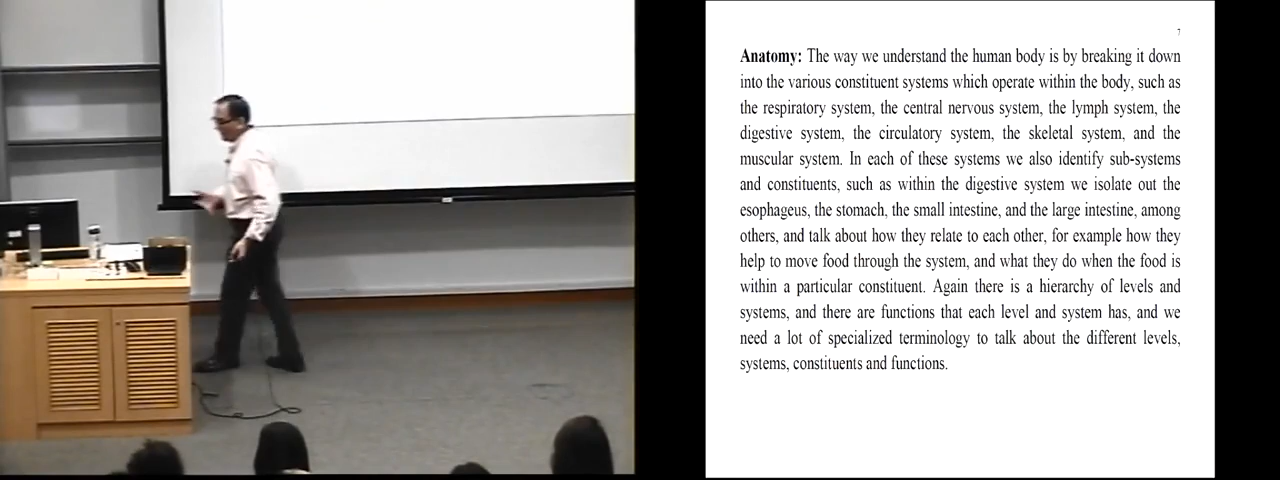 7
Anatomy: The way we understand the human body is by breaking it down
into the various constituent systems which operate within the body, such as
the respiratory system, the central nervous system, the lymph system, the
digestive system, the circulatory system, the skeletal system, and the
muscular system. In each of these systems we also identify sub-systems
and constituents, such as within the digestive system we isolate out the
esophageus, the stomach, the small intestine, and the large intestine, among
others, and talk about how they relate to each other, for example how they
help to move food through the system, and what they do when the food is
within a particular constituent. Again there is a hierarchy of levels and
systems, and there are functions that each level and system has, and we
need a lot of specialized terminology to talk about the different levels,
systems, constituents and functions.